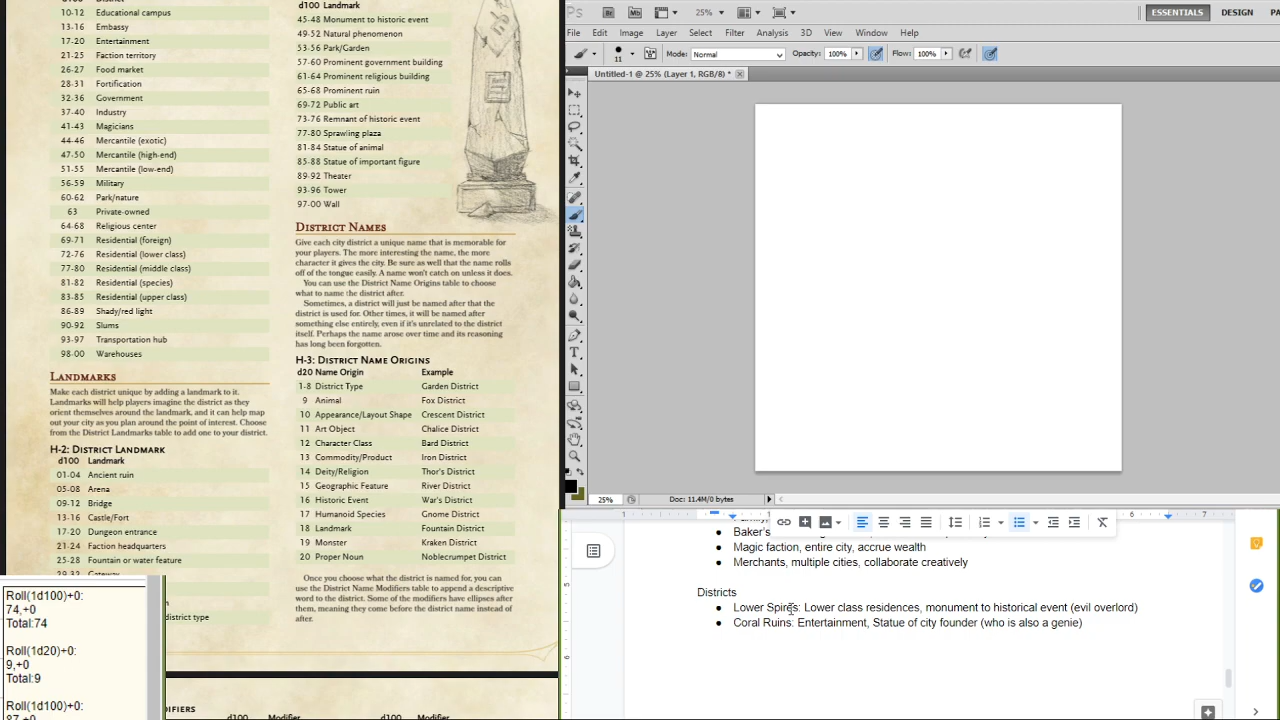 d100 District
10-12 Educational campus
13-16 Embassy
17-20 Entertainment
21-25 Faction territory
26-27 Food market
28-31 Fortification
32-36 Government
37-40 Industry
41-43 Magicians
44-46 Mercantile (exotic)
47-50 Mercantile (high-end)
51-55 Mercantile (low-end)
56-59 Military
60-62 Park/nature
63 Private-owned
64-68 Religious center
69-71 Residential (foreign)
72-76 Residential (lower class)
77-80 Residential (middle class)
81-82 Residential (species)
83-85 Residential (upper class)
86-89 Shady/red light
90-92 Slums
93-97 Transportation hub
98-00 Warehouses
Landmarks
Make each district unique by adding a landmark to it.
Landmarks will help players imagine the district as they
orient themselves around the landmark, and it can help map
out your city as you plan around the point of interest. Choose
from the District Landmarks table to add one to your district.
H-2: District Landmark
d100 Landmark
01-04 Ancient ruin
05-08 Arena
09-12 Bridge
13-16 Castle/Fort
17-20 Dungeon entrance
21-24 Faction headquarters
25-28 Fountain or water feature
29-32 Gateway
district type
d100 Landmark
45-48 Monument to historic event
49-52 Natural phenomenon
53-56 Park/Garden
57-60 Prominent government building
61-64 Prominent religious building
65-68 Prominent ruin
69-72 Public art
73-76 Remnant of historic event
77-80 Sprawling plaza
81-84 Statue of animal
85-88 Statue of important figure
89-92 Theater
93-96 Tower
97-00 Wall
District Names
Give each city district a unique name that is memorable for
your players. The more interesting the name, the more
character it gives the city. Be sure as well that the name rolls
off of the tongue easily. A name won't catch on unless it does.
You can use the District Name Origins table to choose
what to name the district after.
Sometimes, a district will just be named after that the
district is used for. Other times, it will be named after
something else entirely, even if it's unrelated to the district
itself. Perhaps the name arose over time and its reasoning
has long been forgotten.
H-3: District Name Origins
d20 Name Origin Example
1-8 District Type Garden District
9 Animal Fox District
10 Appearance/Layout Shape Crescent District
11 Art Object Chalice District
12 Character Class Bard District
13 Commodity/Product Iron District
14 Deity/Religion Thor's District
15 Geographic Feature River District
16 Historic Event War's District
17 Humanoid Species Gnome District
18 Landmark Fountain District
19 Monster Kraken District
20 Proper Noun Noblecrumpet District
Once you choose what the district is named for, you can
use the District Name Modifiers table to append a descriptive
word to the district. Some of the modifiers have ellipses after
them, meaning they come before the district name instead of
after.
d100 Modifier d100 Modifier
Roll(1d100)+0:
74,+0
Total:74
Roll(1d20)+0:
9,+0
Total:9
Roll(1d100)+0:
87,+0
Ps Br Mb 25% ESSENTIALS DESIGN
File Edit Image Layer Select Filter Analysis 3D View Window Help
11 Mode: Normal Opacity: 100% Flow: 100%
Untitled-1 @ 25% (Layer 1, RGB/8) *
25% Doc: 11.4M/0 bytes
1 6 7
5
6
Baker's
Magic faction, entire city, accrue wealth
Merchants, multiple cities, collaborate creatively
Districts
Lower Spires: Lower class residences, monument to historical event (evil overlord)
Coral Ruins: Entertainment, Statue of city founder (who is also a genie)